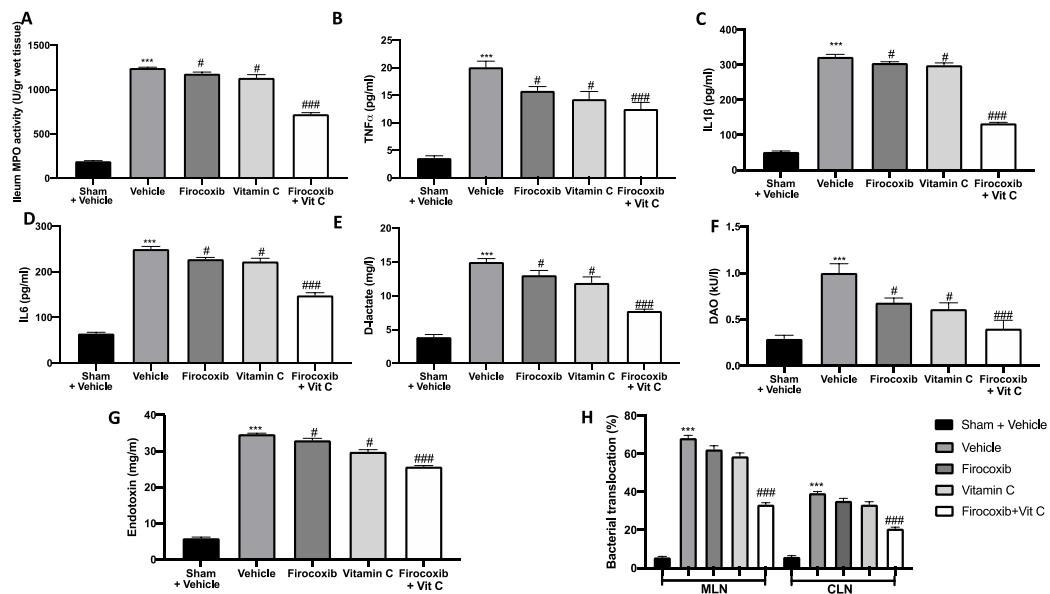 A
Ileum MPO activity (U/gr wet tissue)
1500
1000
500
0
***
#
#
###
Sham + Vehicle
Vehicle
Firocoxib
Vitamin C
Firocoxib + Vit C
B
TNFα (pg/ml)
25
20
15
10
5
0
***
#
#
###
Sham + Vehicle
Vehicle
Firocoxib
Vitamin C
Firocoxib + Vit C
C
IL1β (pg/ml)
400
300
200
100
0
***
#
#
###
Sham + Vehicle
Vehicle
Firocoxib
Vitamin C
Firocoxib + Vit C
D
IL6 (pg/ml)
300
200
100
0
***
#
#
###
Sham + Vehicle
Vehicle
Firocoxib
Vitamin C
Firocoxib + Vit C
E
D-lactate (mg/l)
20
15
10
5
0
***
#
#
###
Sham + Vehicle
Vehicle
Firocoxib
Vitamin C
Firocoxib + Vit C
F
DAO (kU/l)
1.5
1.0
0.5
0.0
***
#
#
###
Sham + Vehicle
Vehicle
Firocoxib
Vitamin C
Firocoxib + Vit C
G
Endotoxin (mg/m)
40
30
20
10
0
***
#
#
###
Sham + Vehicle
Vehicle
Firocoxib
Vitamin C
Firocoxib + Vit C
H
Bacterial translocation (%)
80
60
40
20
0
***
###
***
###
MLN
CLN
Sham + Vehicle
Vehicle
Firocoxib
Vitamin C
Firocoxib+Vit C